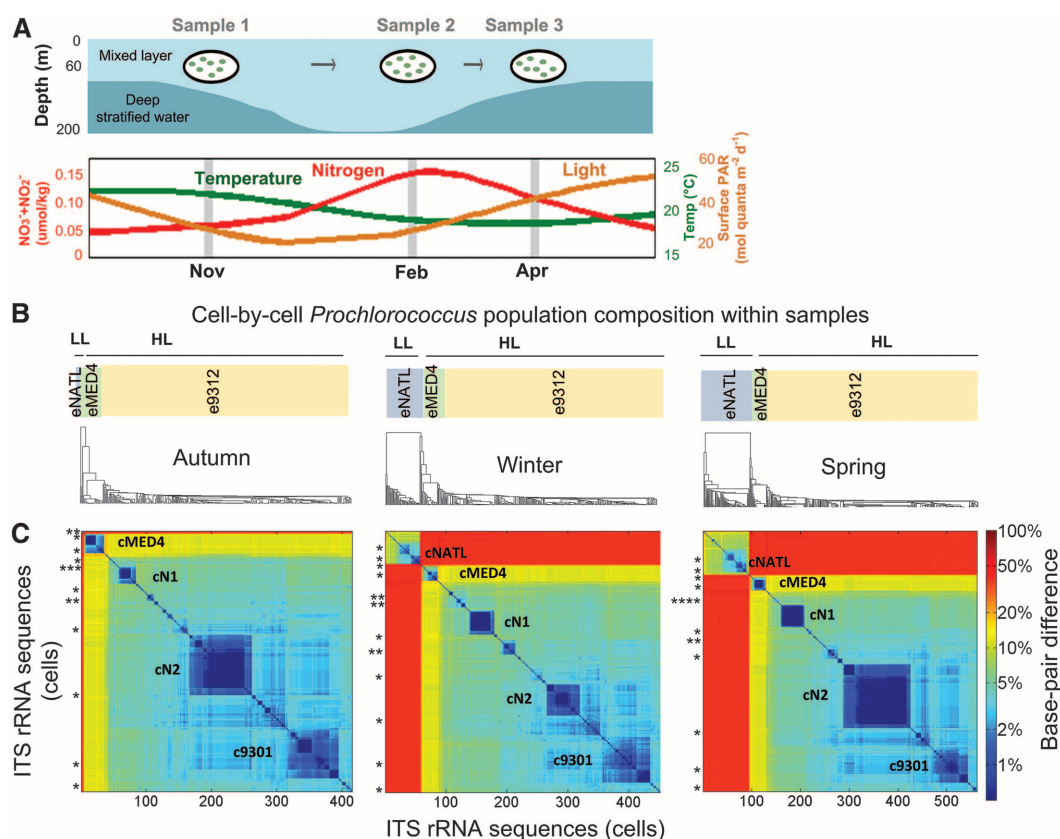 A
Sample 1
Sample 2
Sample 3
Depth (m)
0
60
200
Mixed layer
Deep
stratified water
NO3-+NO2-
(umol/kg)
0.15
0.10
0.05
0
Temperature
Nitrogen
Light
25
20
15
Temp (°C)
60
40
20
Surface PAR
(mol quanta m-2 d-1)
Nov
Feb
Apr
B
Cell-by-cell Prochlorococcus population composition within samples
LL
HL
LL
HL
LL
HL
eNATL
eMED4
e9312
eNATL
eMED4
e9312
eNATL
eMED4
e9312
Autumn
Winter
Spring
C
ITS rRNA sequences
(cells)
**
*
*
***
*
**
*
*
*
*
cMED4
cN1
cN2
c9301
100
200
300
400
*
*
*
*
**
*
**
*
*
*
*
cNATL
cMED4
cN1
cN2
c9301
100
200
300
400
*
*
*
*
****
*
**
*
*
*
*
cNATL
cMED4
cN1
cN2
c9301
100
200
300
400
500
100%
50%
20%
10%
5%
2%
1%
Base-pair difference
ITS rRNA sequences (cells)